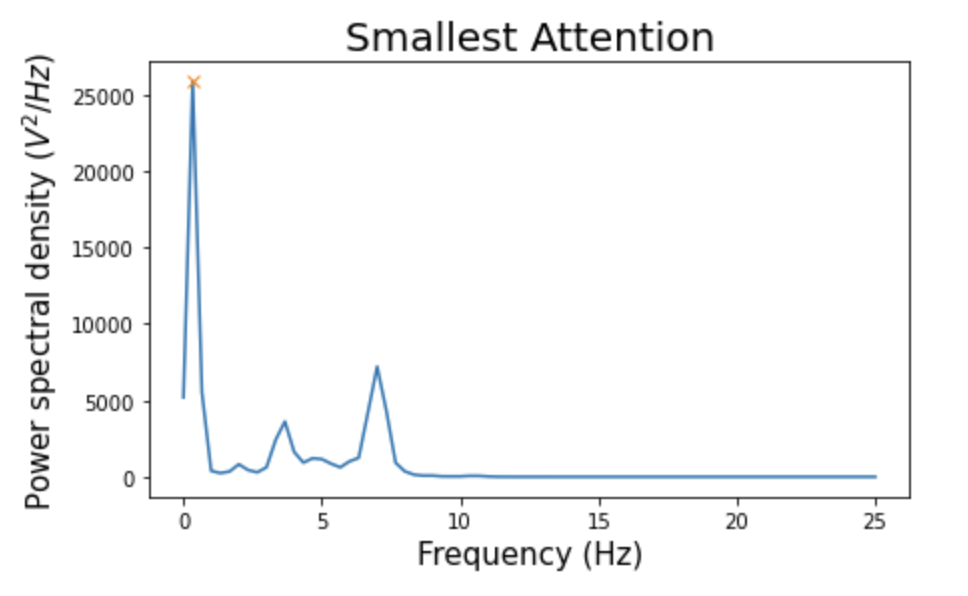 Smallest Attention
Power spectral density (V²/Hz)
25000
20000
15000
10000
5000
0
0 5 10 15 20 25
Frequency (Hz)